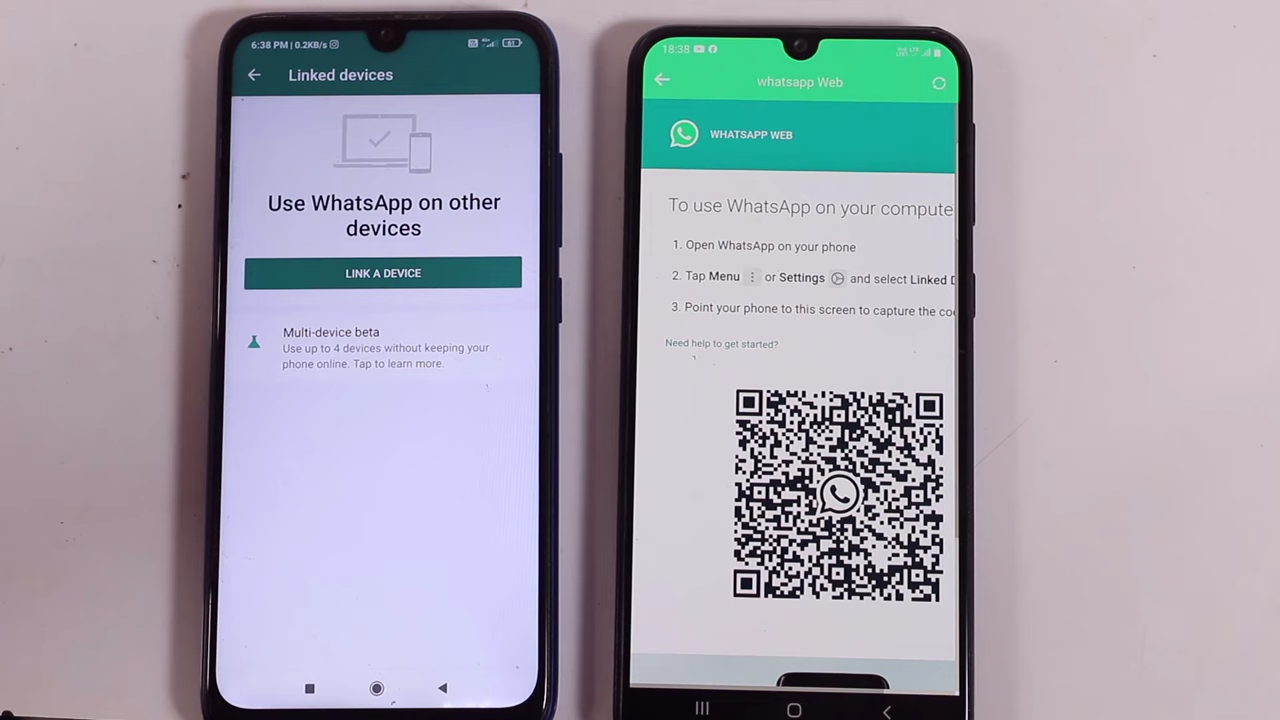 6:38 PM | 0.2KB/s
61
Linked devices
Use WhatsApp on other
devices
LINK A DEVICE
Multi-device beta
Use up to 4 devices without keeping your
phone online. Tap to learn more.
18:38
whatsapp Web
WHATSAPP WEB
To use WhatsApp on your compute
1. Open WhatsApp on your phone
2. Tap Menu or Settings and select Linked D
3. Point your phone to this screen to capture the co
Need help to get started?